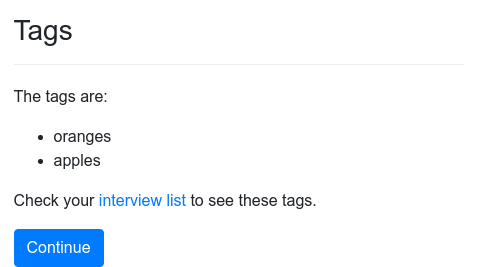 Tags
The tags are:
• oranges
• apples
Check your interview list to see these tags.
Continue